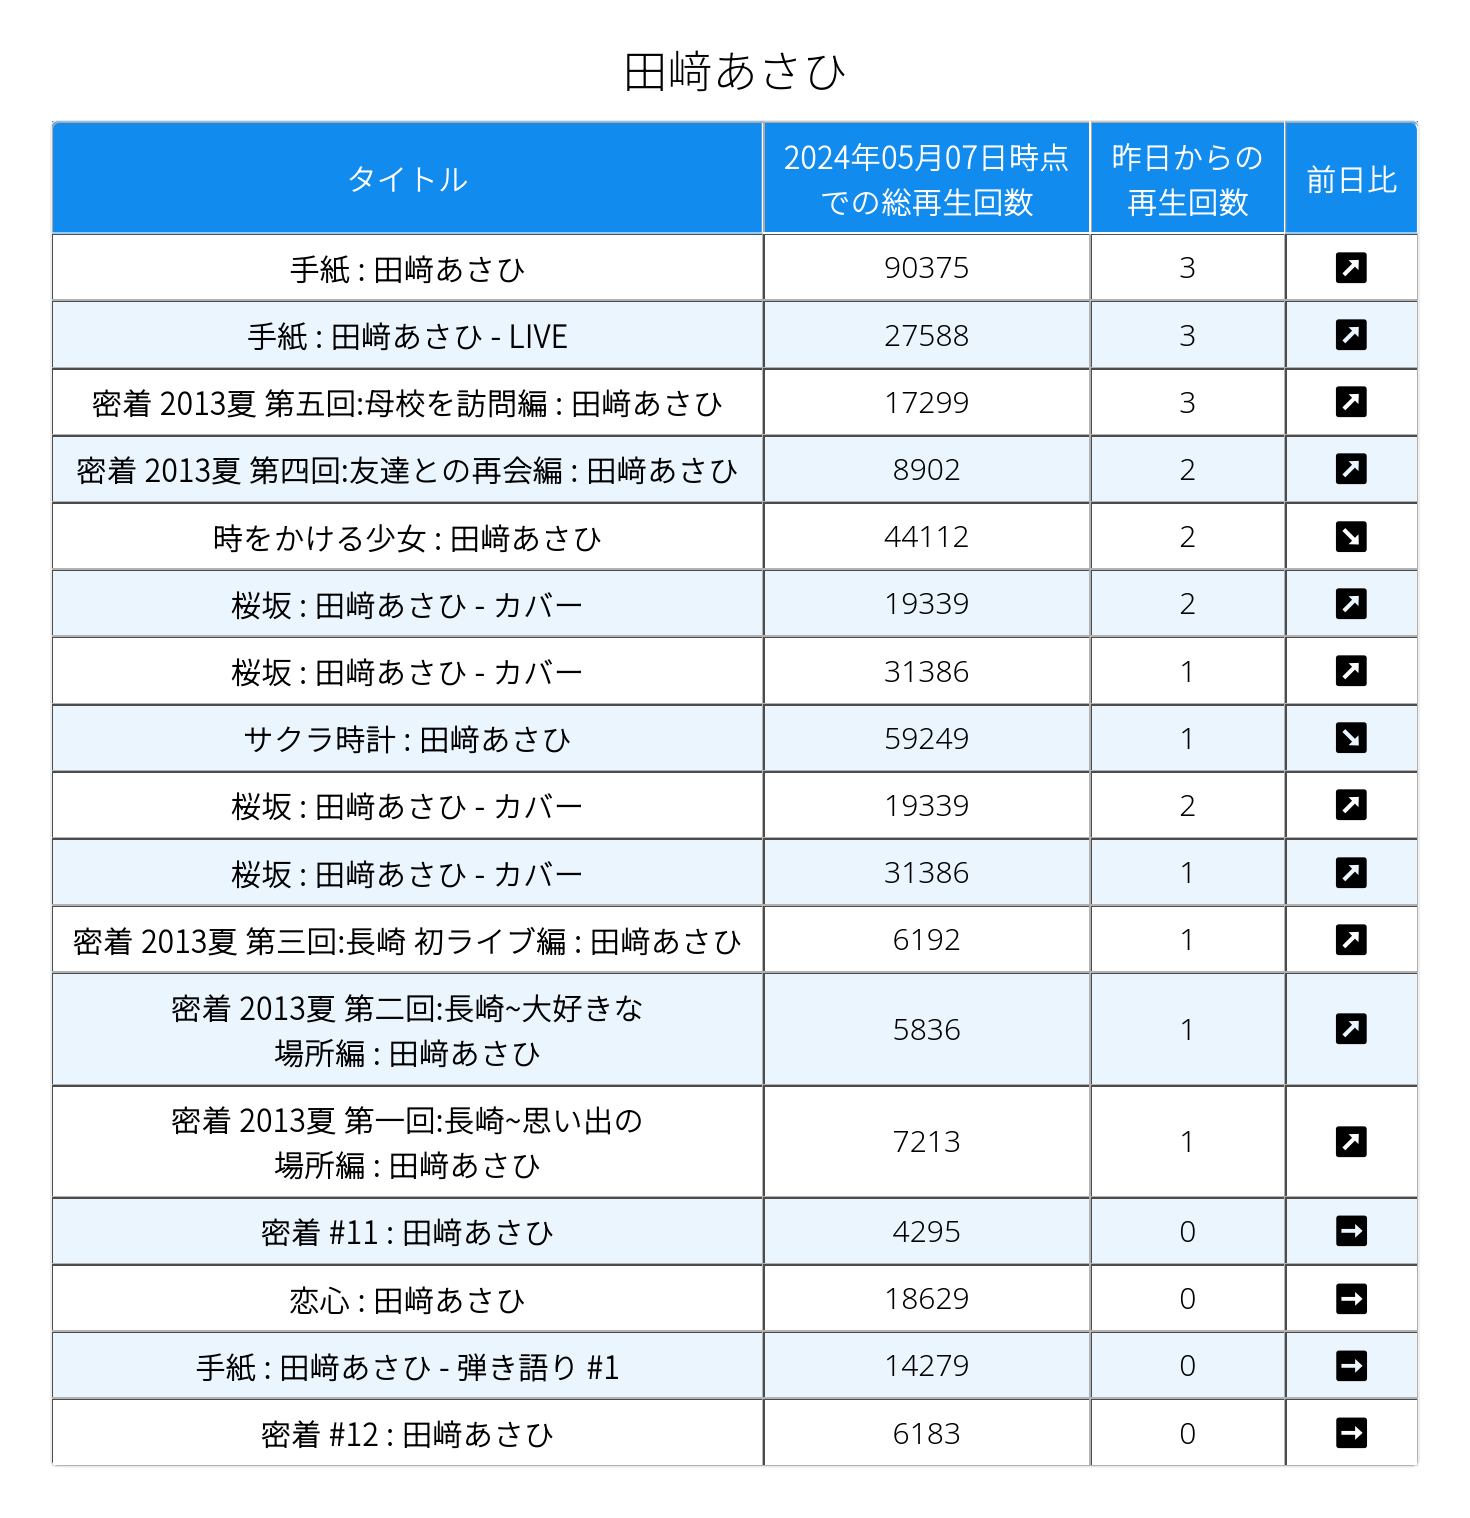 田﨑あさひ
タイトル
2024年05月07日時点
での総再生回数
昨日からの
再生回数
前日比
手紙 : 田﨑あさひ 90375 3
手紙 : 田﨑あさひ - LIVE 27588 3
密着 2013夏 第五回:母校を訪問編 : 田﨑あさひ 17299 3
密着 2013夏 第四回:友達との再会編 : 田﨑あさひ 8902 2
時をかける少女 : 田﨑あさひ 44112 2
桜坂 : 田﨑あさひ - カバー 19339 2
桜坂 : 田﨑あさひ - カバー 31386 1
サクラ時計 : 田﨑あさひ 59249 1
桜坂 : 田﨑あさひ - カバー 19339 2
桜坂 : 田﨑あさひ - カバー 31386 1
密着 2013夏 第三回:長崎 初ライブ編 : 田﨑あさひ 6192 1
密着 2013夏 第二回:長崎~大好きな
場所編 : 田﨑あさひ 5836 1
密着 2013夏 第一回:長崎~思い出の
場所編 : 田﨑あさひ 7213 1
密着 #11 : 田﨑あさひ 4295 0
恋心 : 田﨑あさひ 18629 0
手紙 : 田﨑あさひ - 弾き語り #1 14279 0
密着 #12 : 田﨑あさひ 6183 0